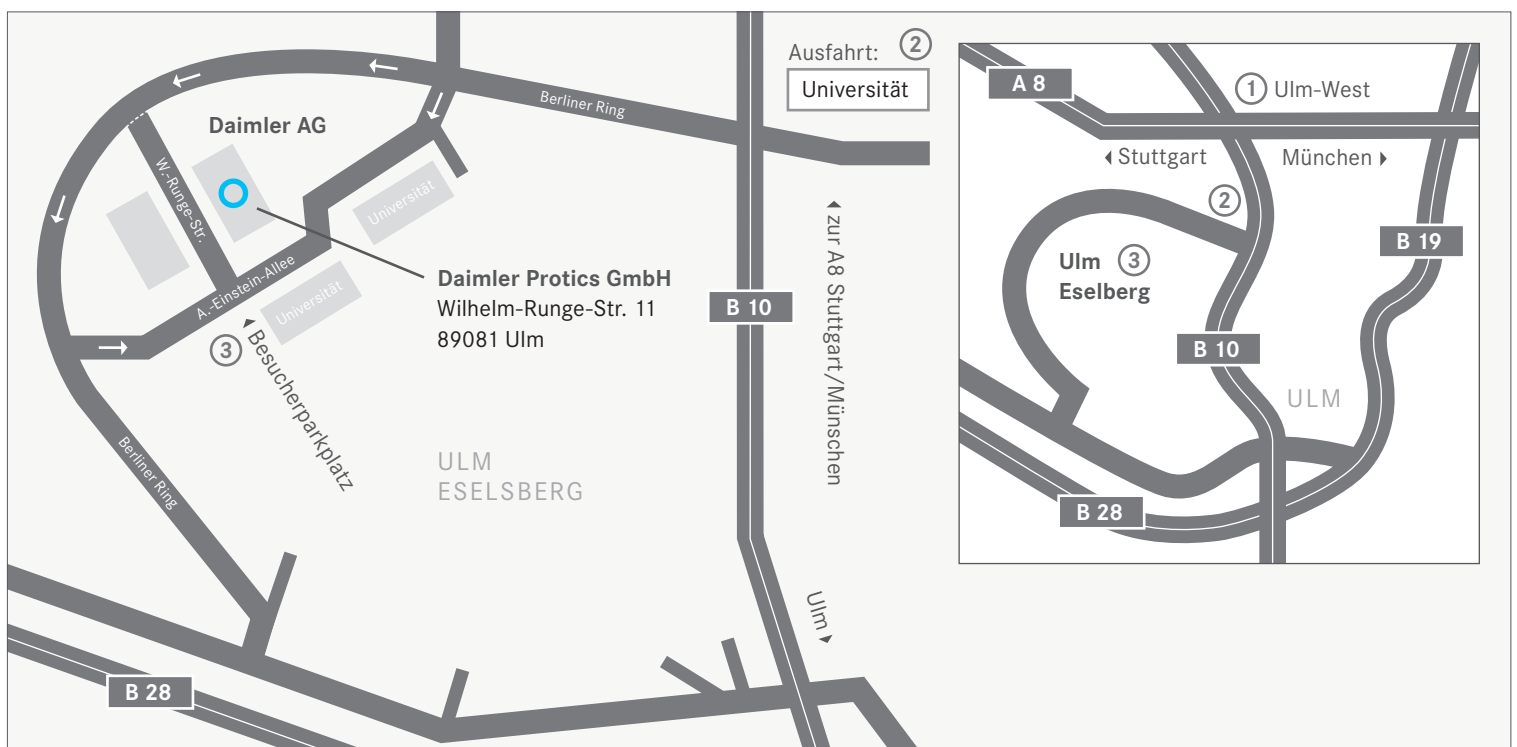 Ausfahrt: 2
Universität
Berliner Ring
Daimler AG
W.-Runge-Str.
Universität
A.-Einstein-Allee
Universität
Daimler Protics GmbH
Wilhelm-Runge-Str. 11
89081 Ulm
3
Besucherparkplatz
Berliner Ring
ULM
ESELSBERG
B 10
zur A8 Stuttgart/Münschen
Ulm
B 28
A 8
1 Ulm-West
Stuttgart
München
2
B 19
Ulm 3
Eselberg
B 10
ULM
B 28